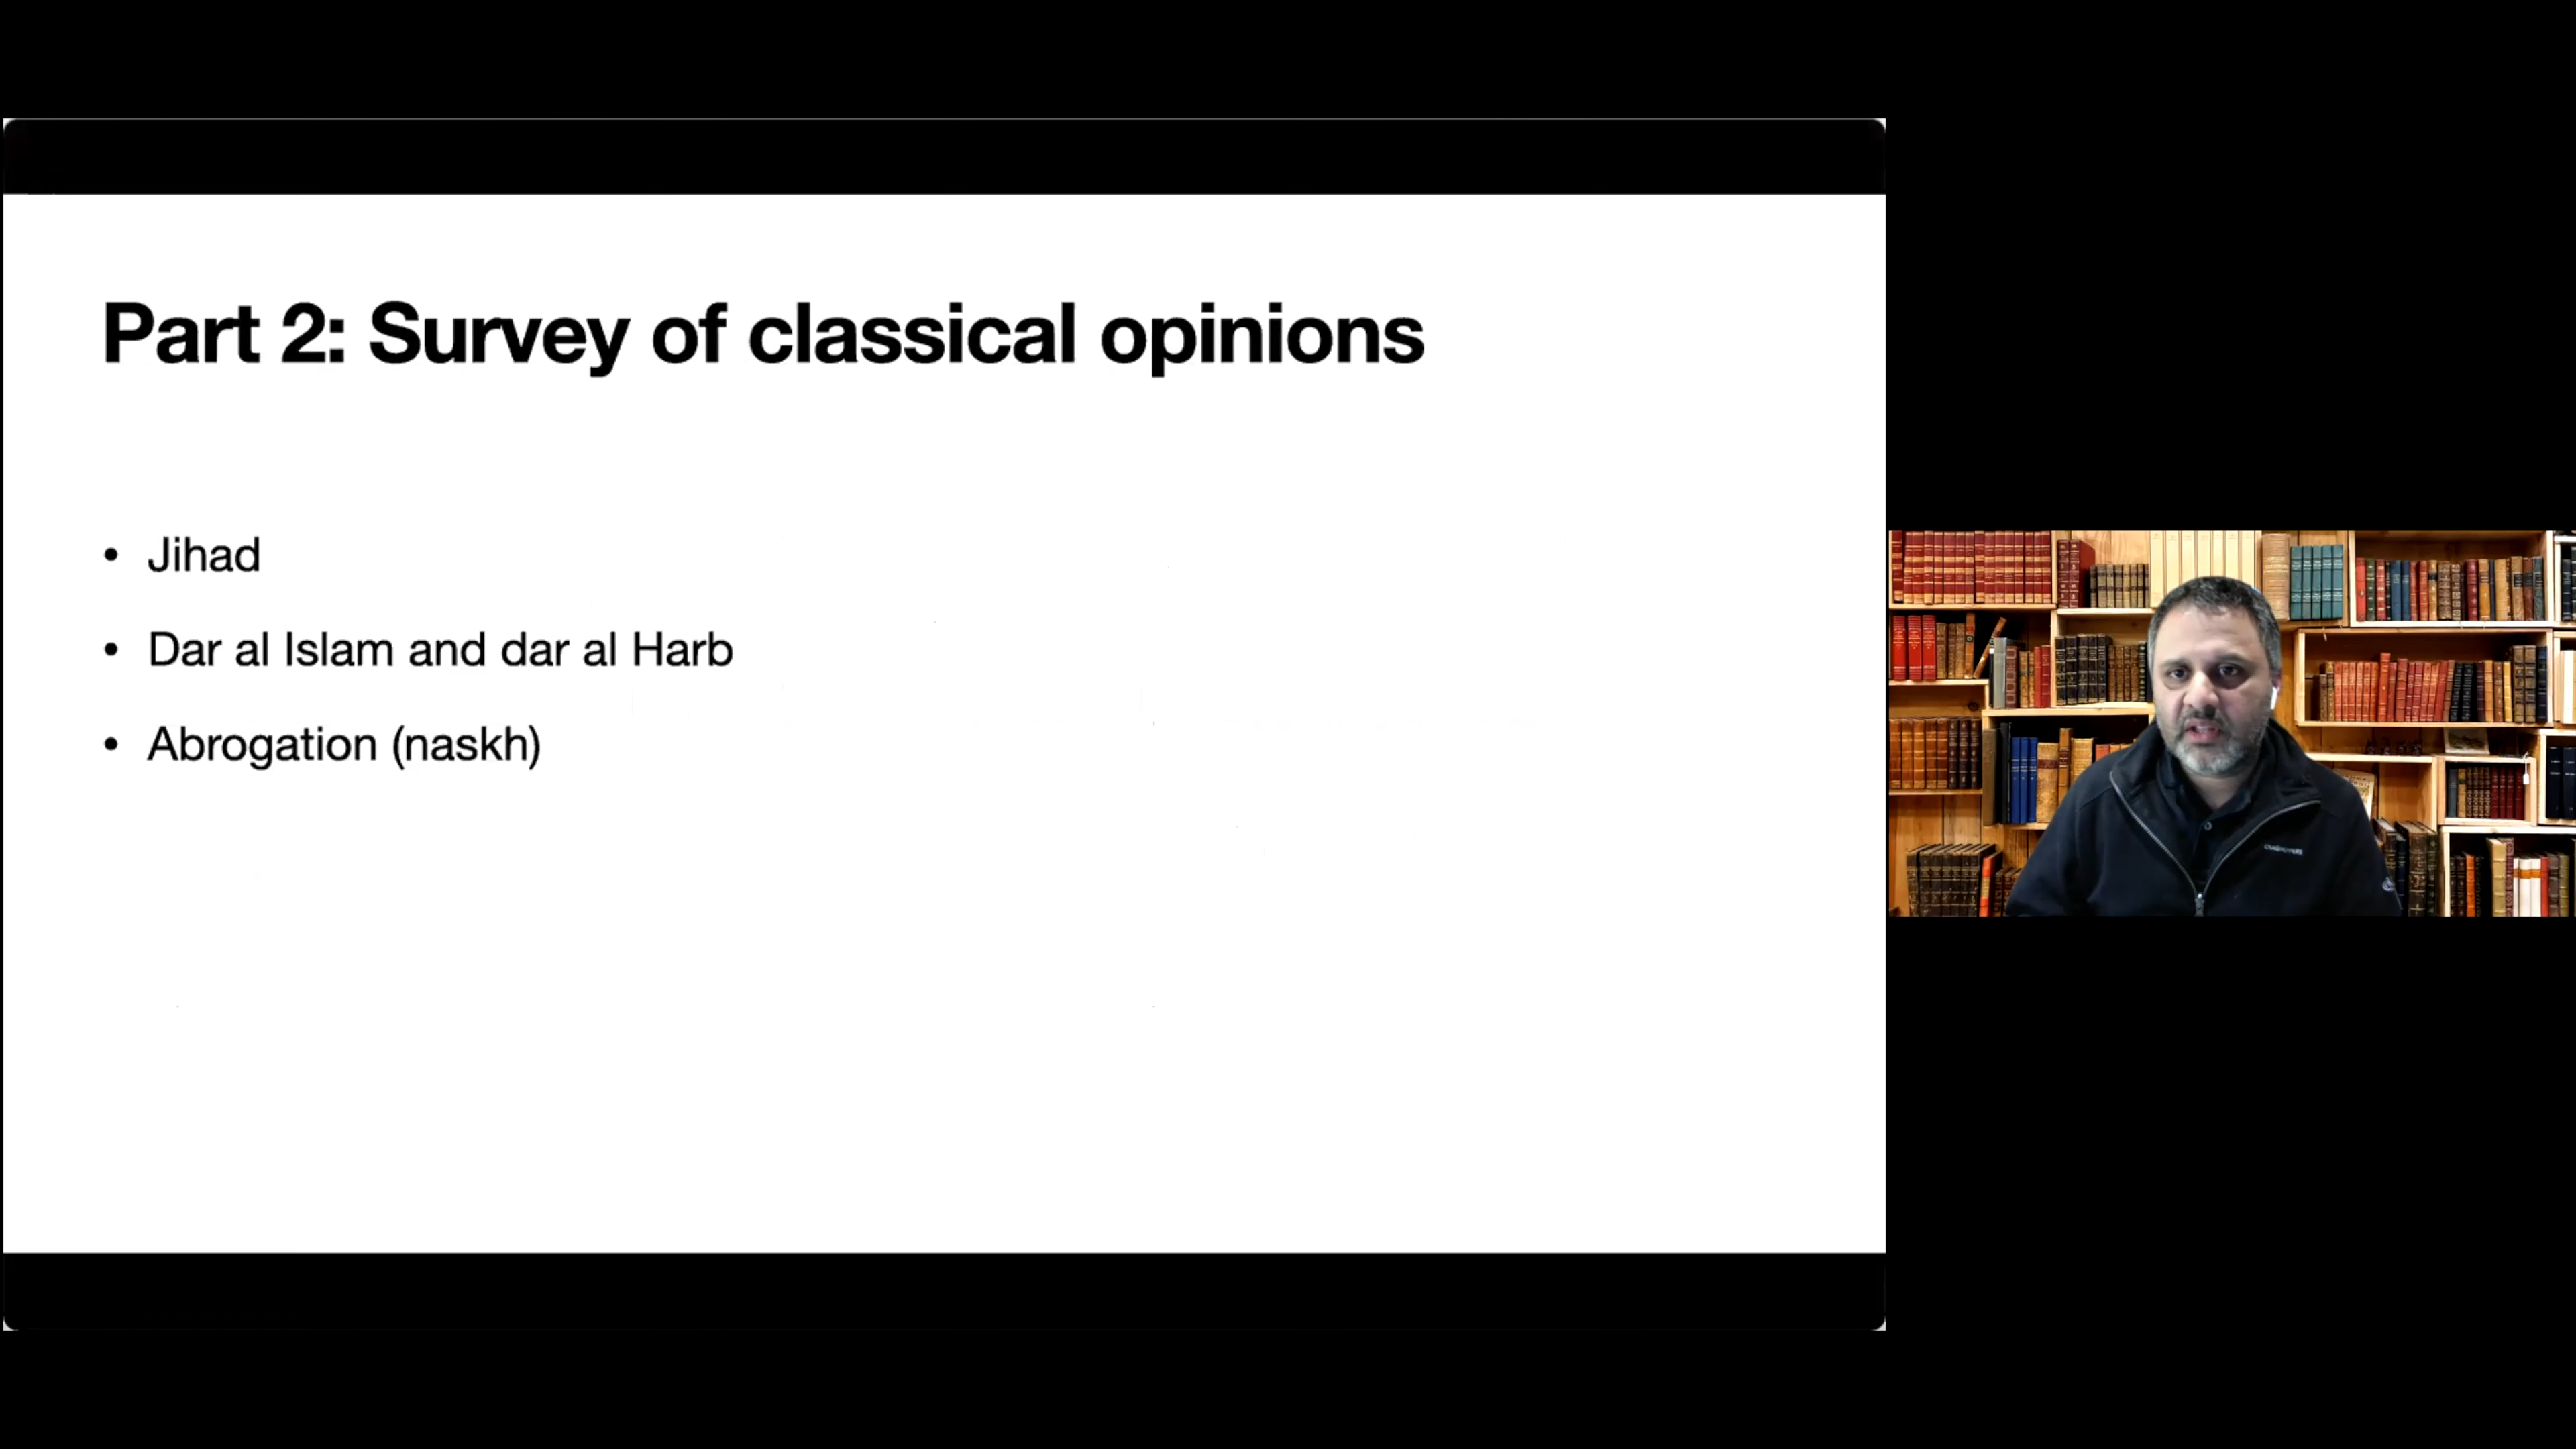 Part 2: Survey of classical opinions
• Jihad
• Dar al Islam and dar al Harb
• Abrogation (naskh)